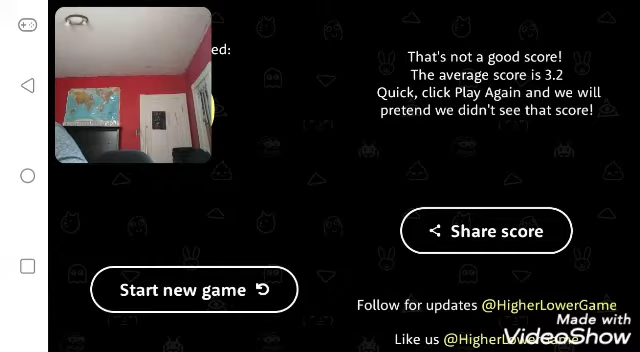 ed:
That's not a good score!
The average score is 3.2
Quick, click Play Again and we will
pretend we didn't see that score!
Share score
Start new game
Follow for updates @HigherLowerGame
Like us @HigherLowerGame
Made with
VideoShow